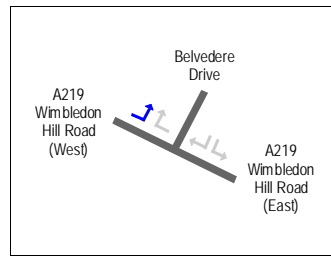 Belvedere
Drive
A219
Wimbledon
Hill Road
(West)
A219
Wimbledon
Hill Road
(East)